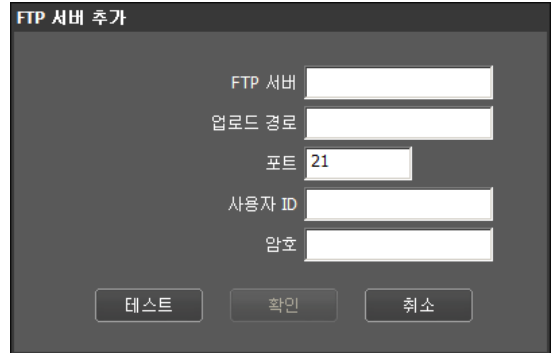 FTP 서버 추가
FTP 서버
업로드 경로
포트 21
사용자 ID
암호
테스트 확인 취소